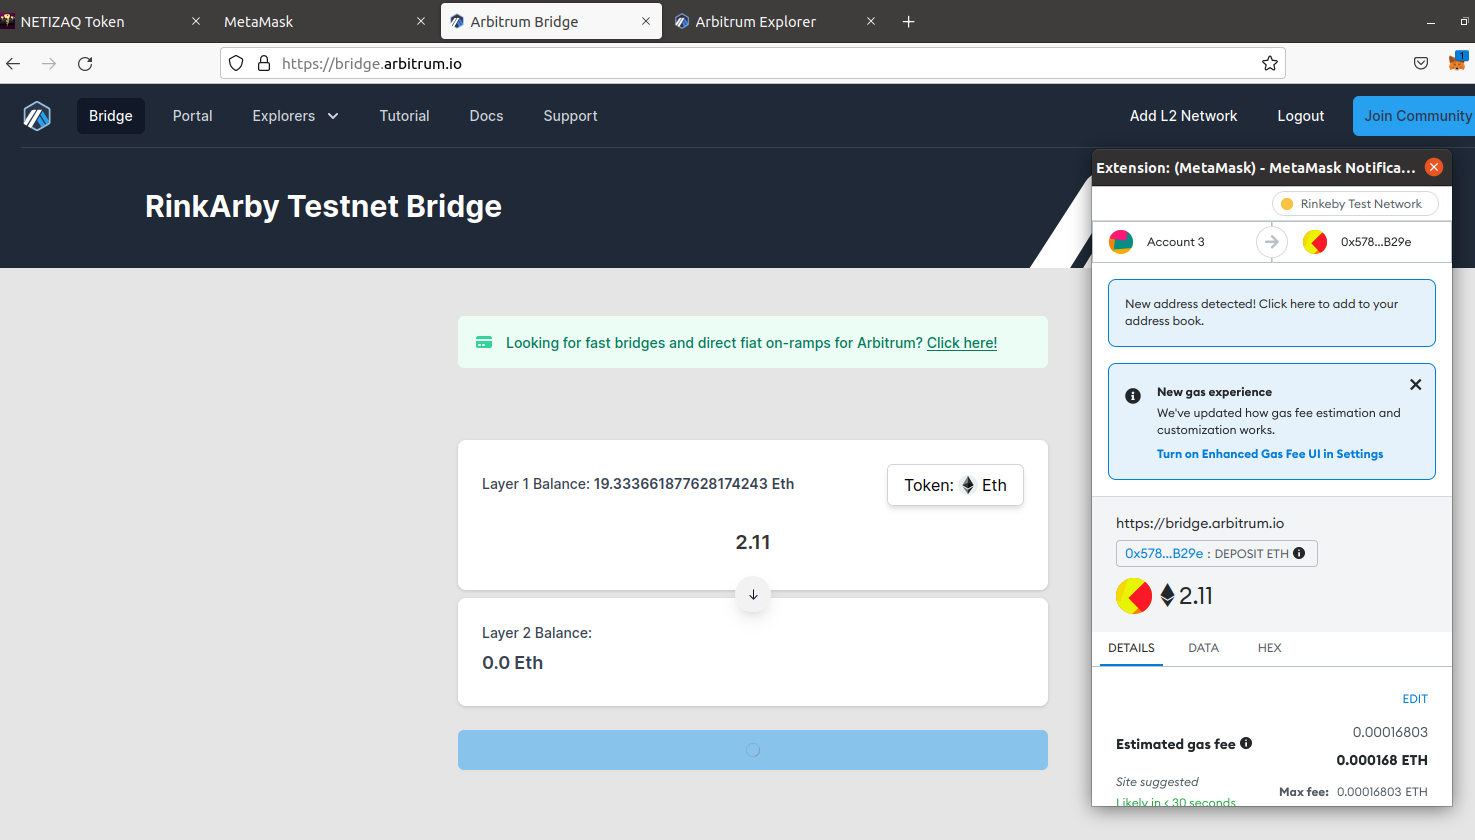 NETIZAQ Token
MetaMask
Arbitrum Bridge
Arbitrum Explorer
https://bridge.arbitrum.io
1
Bridge
Portal
Explorers
Tutorial
Docs
Support
Add L2 Network
Logout
Join Community
RinkArby Testnet Bridge
Looking for fast bridges and direct fiat on-ramps for Arbitrum? Click here!
Layer 1 Balance: 19.333661877628174243 Eth
Token: Eth
2.11
Layer 2 Balance:
0.0 Eth
Extension: (MetaMask) - MetaMask Notifica...
Rinkeby Test Network
Account 3
0x578...B29e
New address detected! Click here to add to your
address book.
New gas experience
We've updated how gas fee estimation and
customization works.
Turn on Enhanced Gas Fee UI in Settings
https://bridge.arbitrum.io
0x578...B29e : DEPOSIT ETH
2.11
DETAILS
DATA
HEX
EDIT
0.00016803
Estimated gas fee
0.000168 ETH
Site suggested
Max fee: 0.00016803 ETH
Likely in < 30 seconds